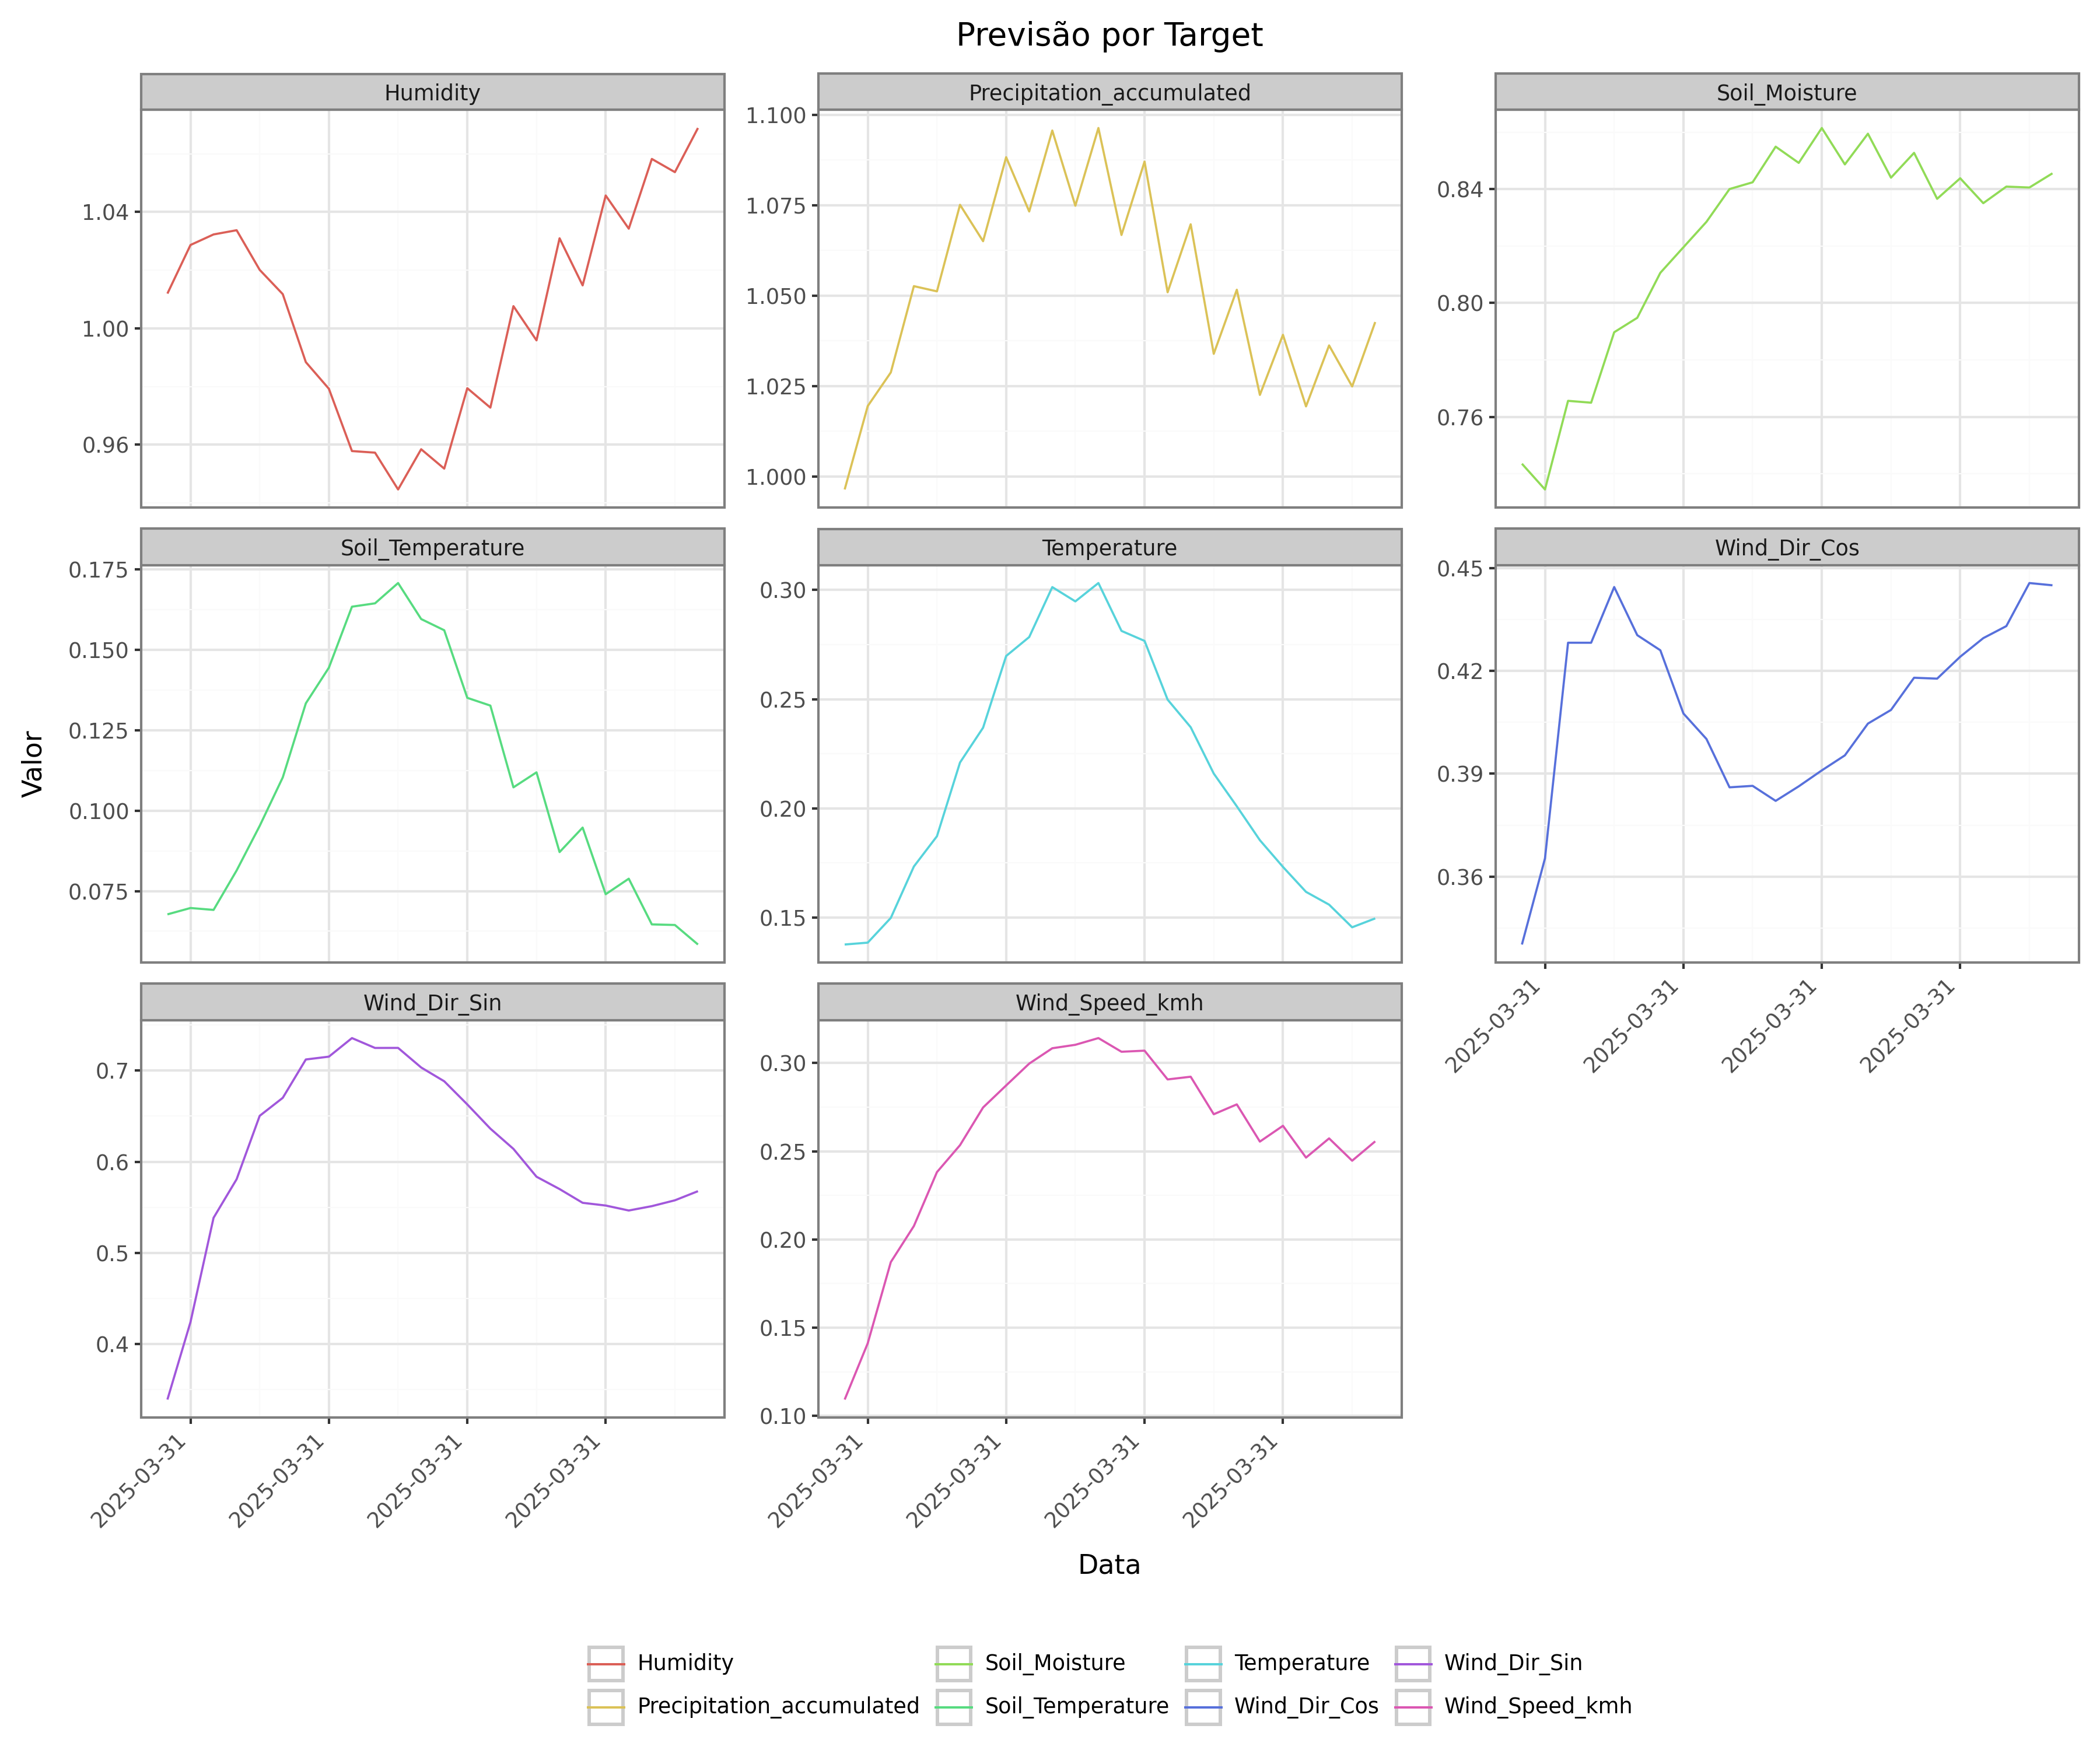 Previsão por Target
Humidity
Precipitation_accumulated
Soil_Moisture
1.04
1.00
0.96
1.100
1.075
1.050
1.025
1.000
0.84
0.80
0.76
Soil_Temperature
Temperature
Wind_Dir_Cos
0.175
0.150
0.125
0.100
0.075
0.30
0.25
0.20
0.15
0.45
0.42
0.39
0.36
2025-03-31
2025-03-31
2025-03-31
2025-03-31
Valor
Wind_Dir_Sin
Wind_Speed_kmh
0.7
0.6
0.5
0.4
0.30
0.25
0.20
0.15
0.10
2025-03-31
2025-03-31
2025-03-31
2025-03-31
2025-03-31
2025-03-31
2025-03-31
2025-03-31
Data
Humidity
Soil_Moisture
Temperature
Wind_Dir_Sin
Precipitation_accumulated
Soil_Temperature
Wind_Dir_Cos
Wind_Speed_kmh